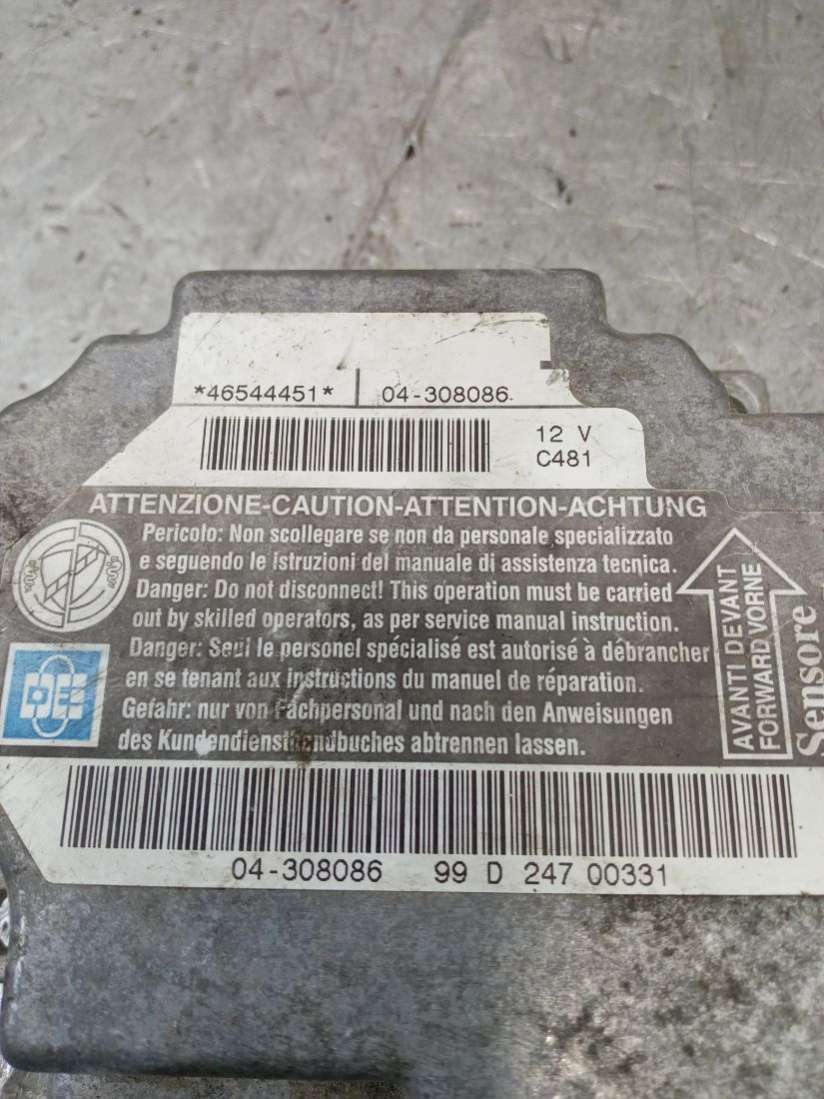 *46544451* 04-308086
12 V
C481
ATTENZIONE-CAUTION-ATTENTION-ACHTUNG
Pericolo: Non scollegare se non da personale specializzato
e seguendo le istruzioni del manuale di assistenza tecnica.
Danger: Do not disconnect! This operation must be carried
out by skilled operators, as per service manual instruction.
Danger: Seul le personel spécialisé est autorisé à débrancher
en se tenant aux instructions du manuel de réparation.
Gefahr: nur von Fachpersonal und nach den Anweisungen
des Kundendiensthandbuches abtrennen lassen.
AVANTI DEVANT
FORWARD VORNE
Sensore
04-308086 99 D 247 00331